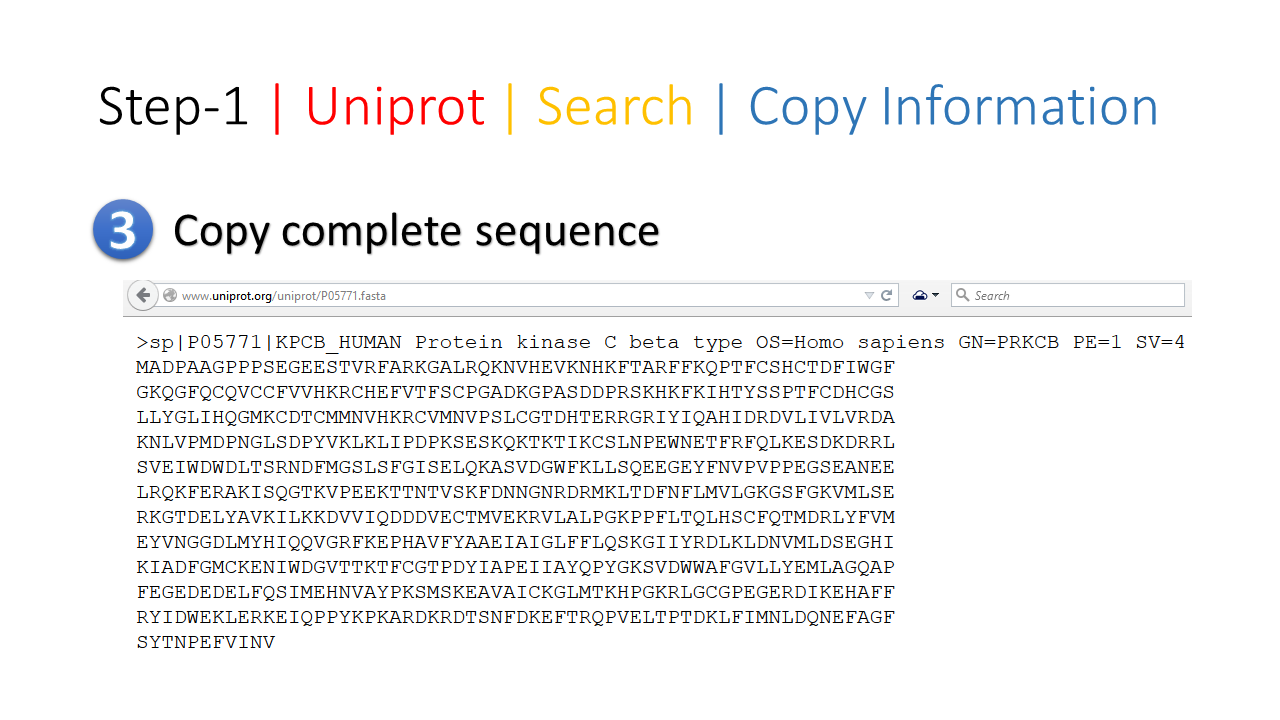 Step-1 | Uniprot | Search | Copy Information
3 Copy complete sequence
www.uniprot.org/uniprot/P05771.fasta Search
>sp|P05771|KPCB_HUMAN Protein kinase C beta type OS=Homo sapiens GN=PRKCB PE=1 SV=4
MADPAAGPPPSEGEESTVRFARKGALRQKNVHEVKNHKFTARFFKQPTFCSHCTDFIWGF
GKQGFQCQVCCFVVHKRCHEFVTFSCPGADKGPASDDPRSKHKFKIHTYSSPTFCDHCGS
LLYGLIHQGMKCDTCMMNVHKRCVMNVPSLCGTDHTERRGRIYIQAHIDRDVLIVLVRDA
KNLVPMDPNGLSDPYVKLKLIPDPKSESKQKTKTIKCSLNPEWNETFRFQLKESDKDRRL
SVEIWDWDLTSRNDFMGSLSFGISELQKASVDGWFKLLSQEEGEYFNVPVPPEGSEANEE
LRQKFERAKISQGTKVPEEKTTNTVSKFDNNGNRDRMKLTDFNFLMVLGKGSFGKVMLSE
RKGTDELYAVKILKKDVVIQDDDVECTMVEKRVLALPGKPPFLTQLHSCFQTMDRLYFVM
EYVNGGDLMYHIQQVGRFKEPHAVFYAAEIAIGLFFLQSKGIIYRDLKLDNVMLDSEGHI
KIADFGMCKENIWDGVTTKTFCGTPDYIAPEIIAYQPYGKSVDWWAFGVLLYEMLAGQAP
FEGEDEDELFQSIMEHNVAYPKSMSKEAVAICKGLMTKHPGKRLGCGPEGERDIKEHAFF
RYIDWEKLERKEIQPPYKPKARDKRDTSNFDKEFTRQPVELTPTDKLFIMNLDQNEFAGF
SYTNPEFVINV